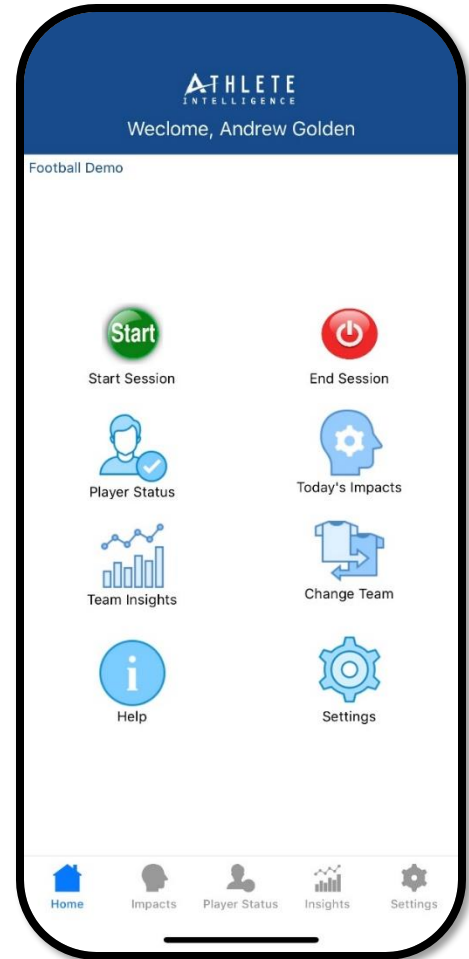 ATHLETE
INTELLIGENCE
Weclome, Andrew Golden
Football Demo
Start
Start Session
End Session
Player Status
Today's Impacts
Team Insights
Change Team
i
Help
Settings
Home
Impacts
Player Status
Insights
Settings